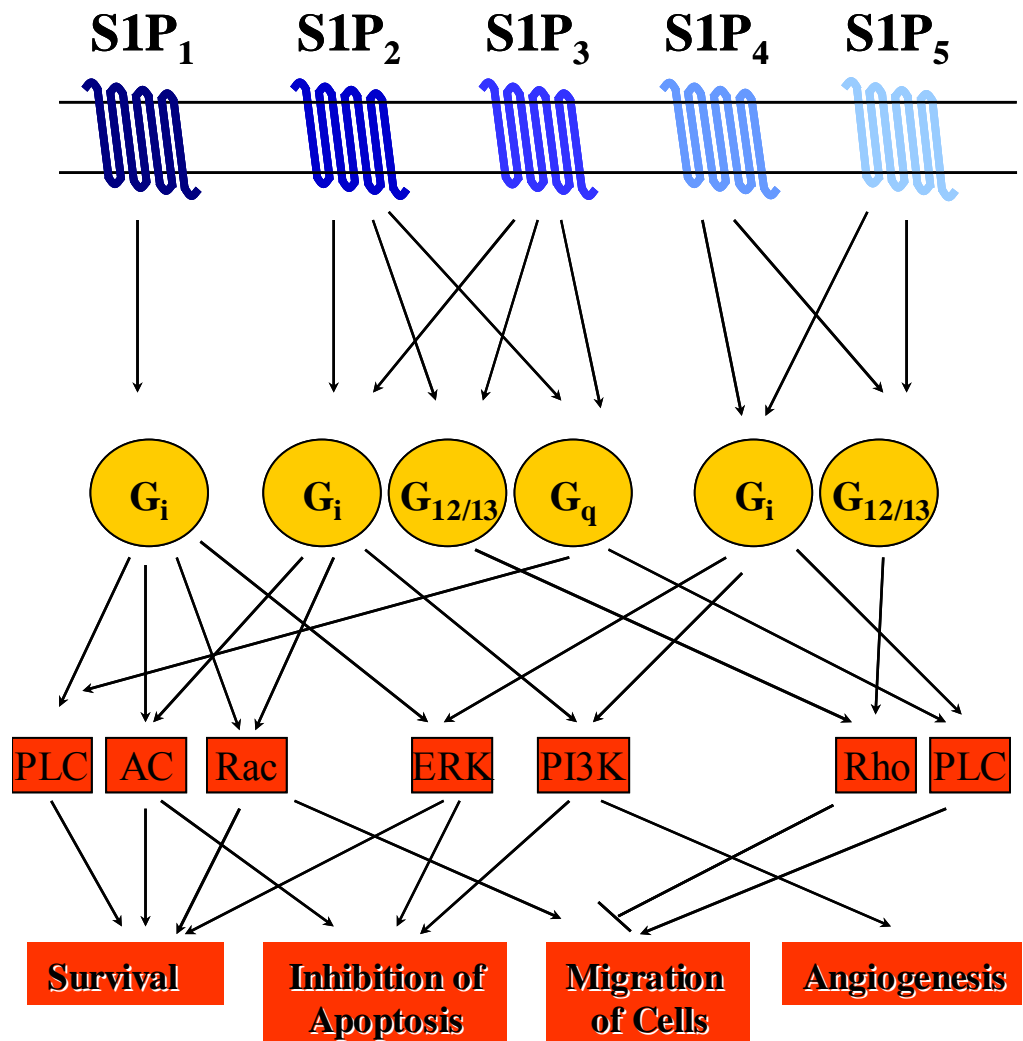 S1P1 S1P2 S1P3 S1P4 S1P5
Gi Gi G12/13 Gq Gi G12/13
PLC AC Rac ERK PI3K Rho PLC
Survival
Inhibition of
Apoptosis
Migration
of Cells
Angiogenesis